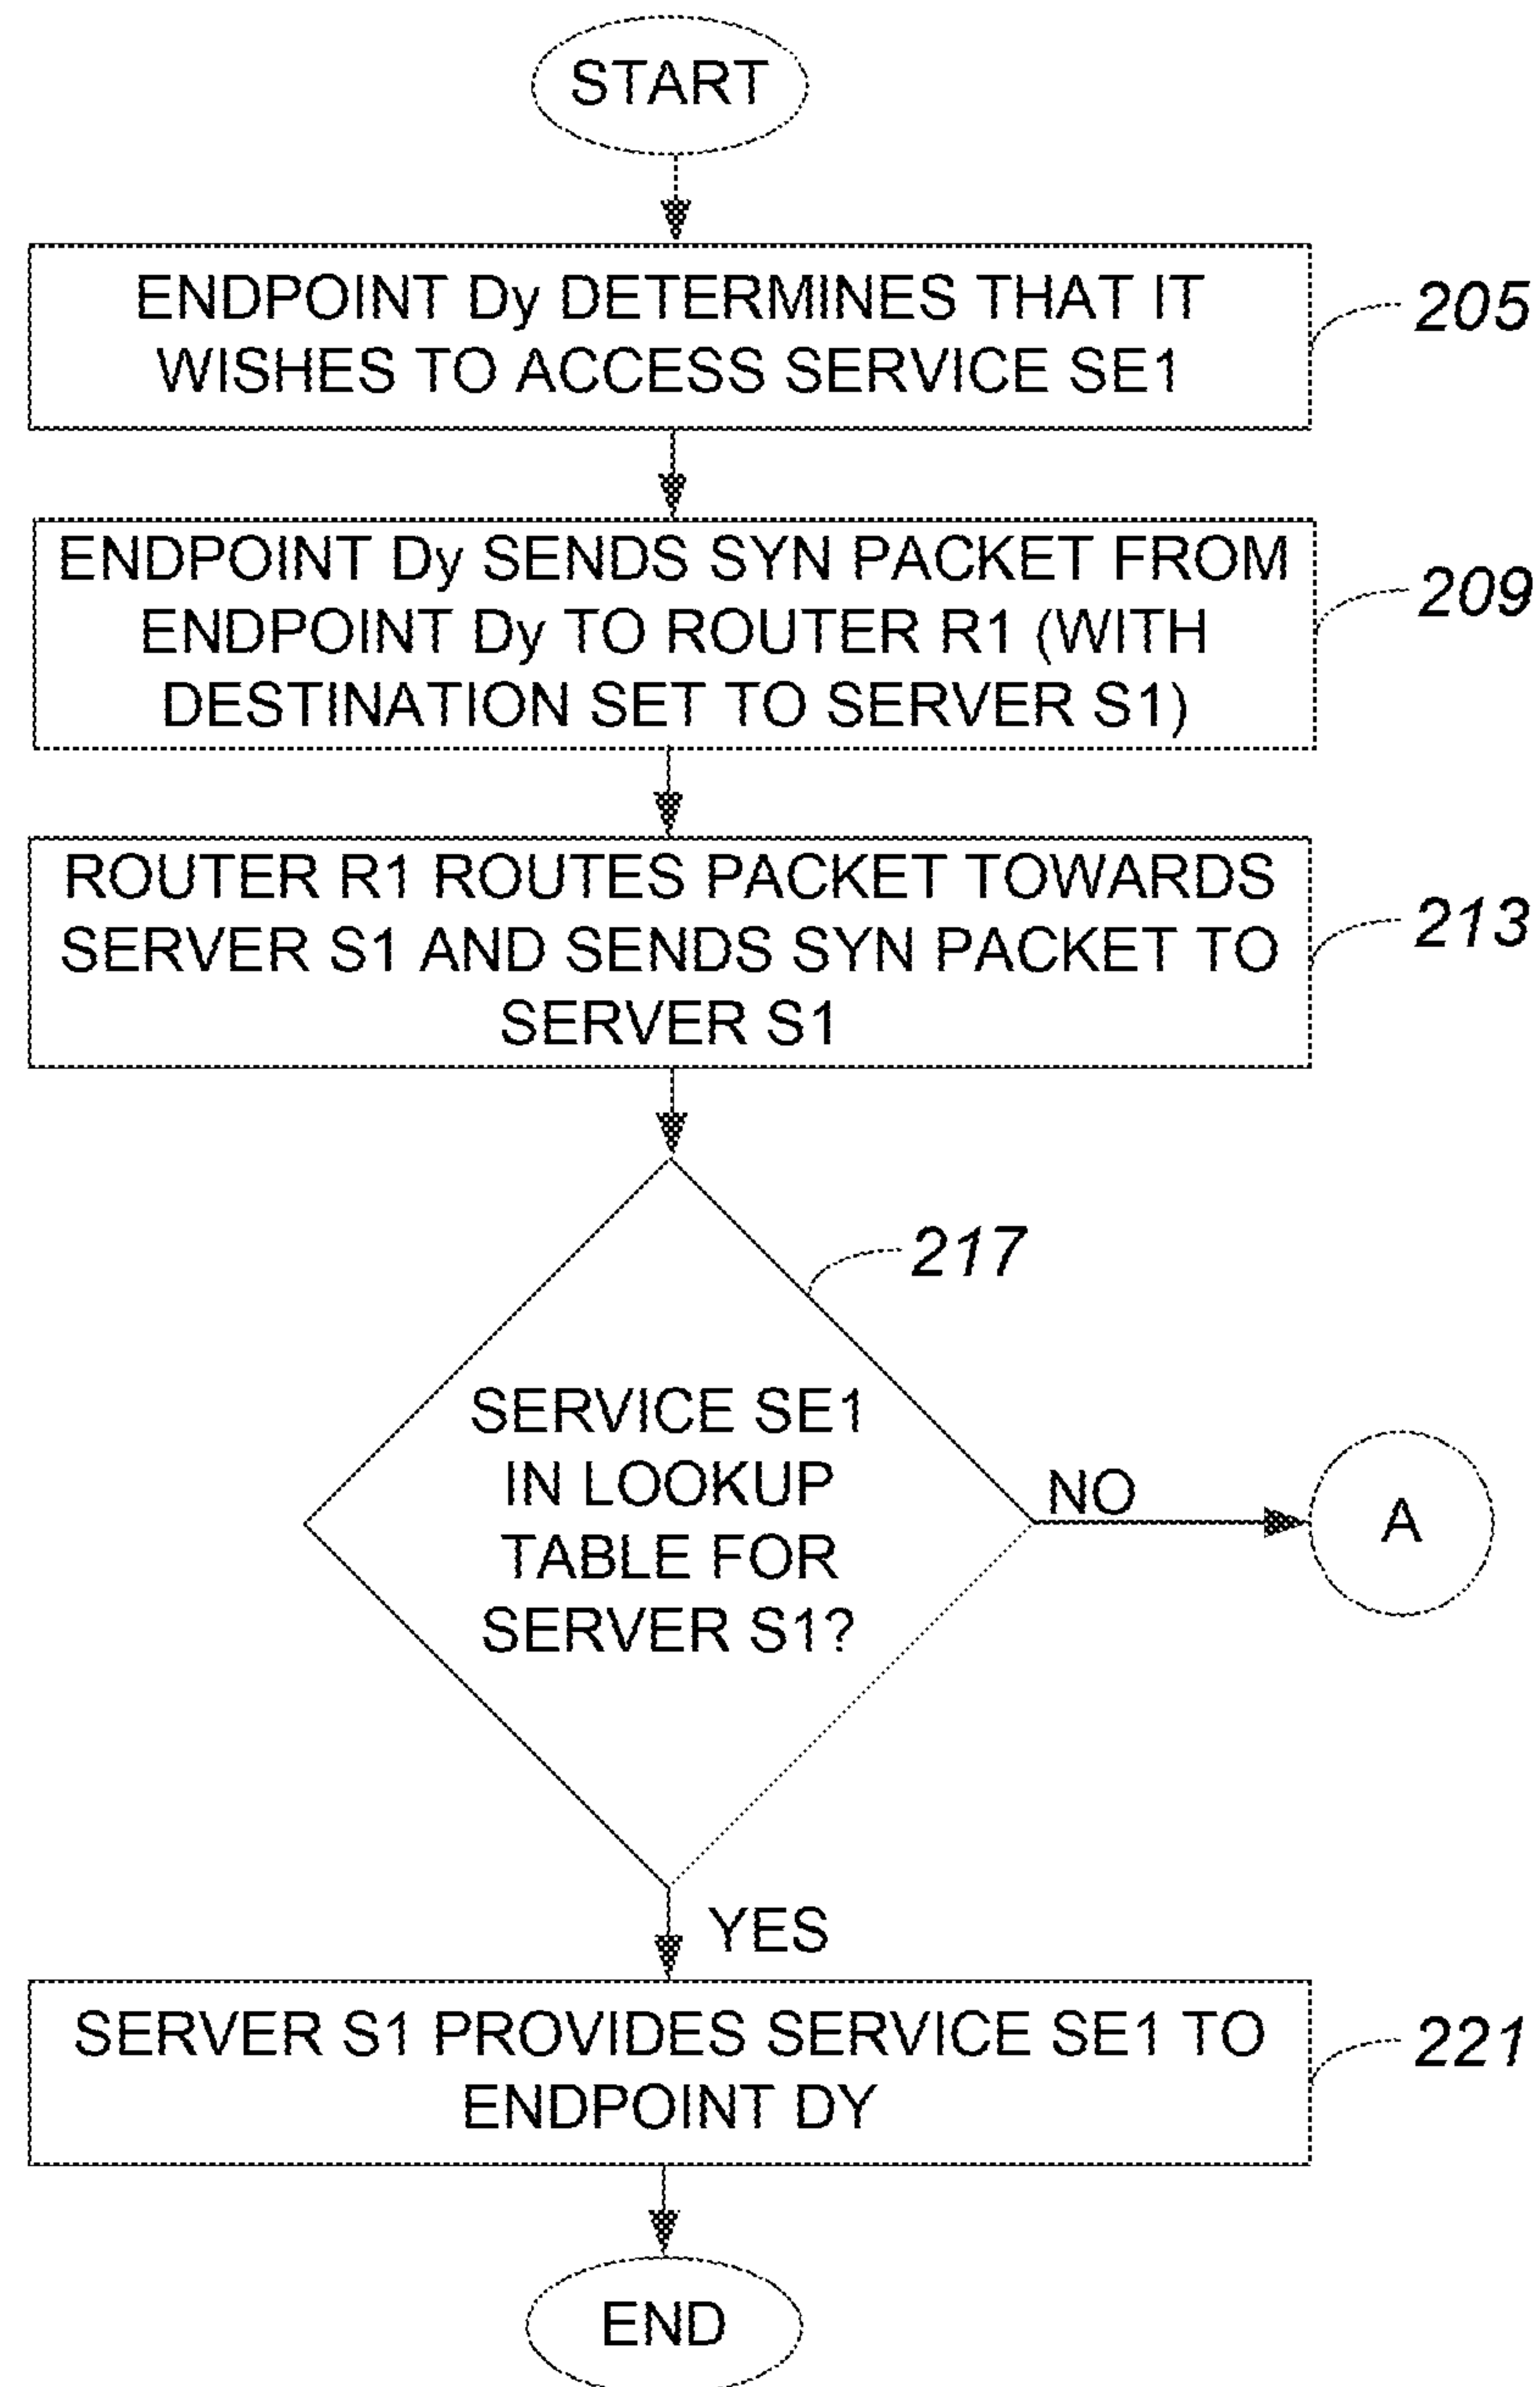 START
ENDPOINT Dy DETERMINES THAT IT
WISHES TO ACCESS SERVICE SE1
205
ENDPOINT Dy SENDS SYN PACKET FROM
ENDPOINT Dy TO ROUTER R1 (WITH
DESTINATION SET TO SERVER S1)
209
ROUTER R1 ROUTES PACKET TOWARDS
SERVER S1 AND SENDS SYN PACKET TO
SERVER S1
213
217
SERVICE SE1
IN LOOKUP
TABLE FOR
SERVER S1?
NO
A
YES
SERVER S1 PROVIDES SERVICE SE1 TO
ENDPOINT DY
221
END